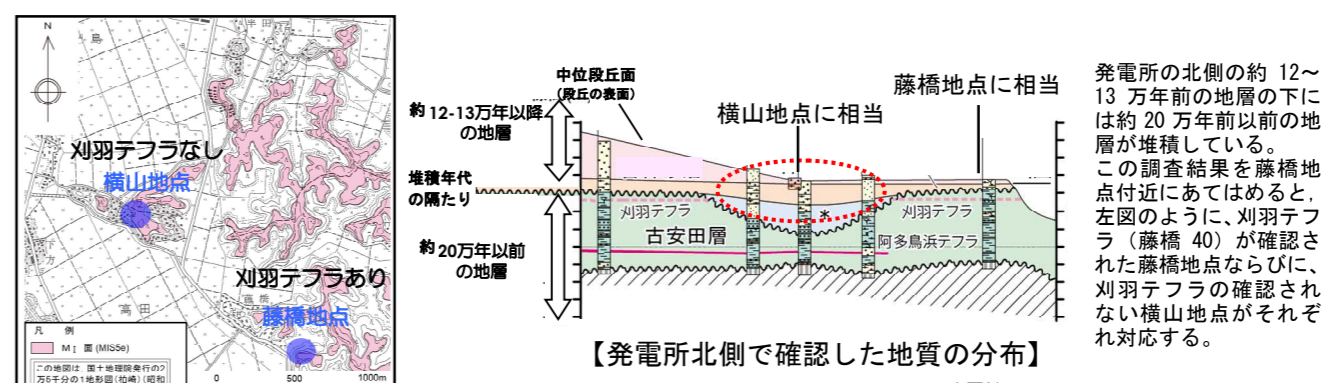 N
刈羽テフラなし
横山地点
刈羽テフラあり
藤橋
藤橋地点
高田
凡 例
MⅠ 面 (MIS5e)
この地図は、国土地理院発行の2
万5千分の1地形図(柏崎)(昭和
0 500 1000m
中位段丘面
(段丘の表面)
藤橋地点に相当
横山地点に相当
約12-13万年以降
の地層
堆積年代
の隔たり
約20万年以前
の地層
刈羽テフラ
*
刈羽テフラ
古安田層
阿多鳥浜テフラ
【発電所北側で確認した地質の分布】
発電所の北側の約 12~
13 万年前の地層の下に
は約 20 万年前以前の地
層が堆積している。
この調査結果を藤橋地
点付近にあてはめると,
左図のように、刈羽テフ
ラ(藤橋 40)が確認さ
れた藤橋地点ならびに、
刈羽テフラの確認され
ない横山地点がそれぞ
れ対応する。